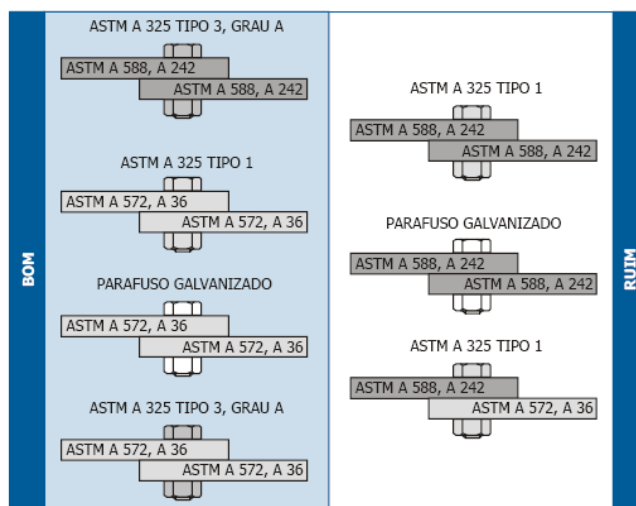 BOM
ASTM A 325 TIPO 3, GRAU A
ASTM A 588, A 242
ASTM A 588, A 242
ASTM A 325 TIPO 1
ASTM A 572, A 36
ASTM A 572, A 36
PARAFUSO GALVANIZADO
ASTM A 572, A 36
ASTM A 572, A 36
ASTM A 325 TIPO 3, GRAU A
ASTM A 572, A 36
ASTM A 572, A 36
ASTM A 325 TIPO 1
ASTM A 588, A 242
ASTM A 588, A 242
PARAFUSO GALVANIZADO
ASTM A 588, A 242
ASTM A 588, A 242
ASTM A 325 TIPO 1
ASTM A 588, A 242
ASTM A 572, A 36
RUIM